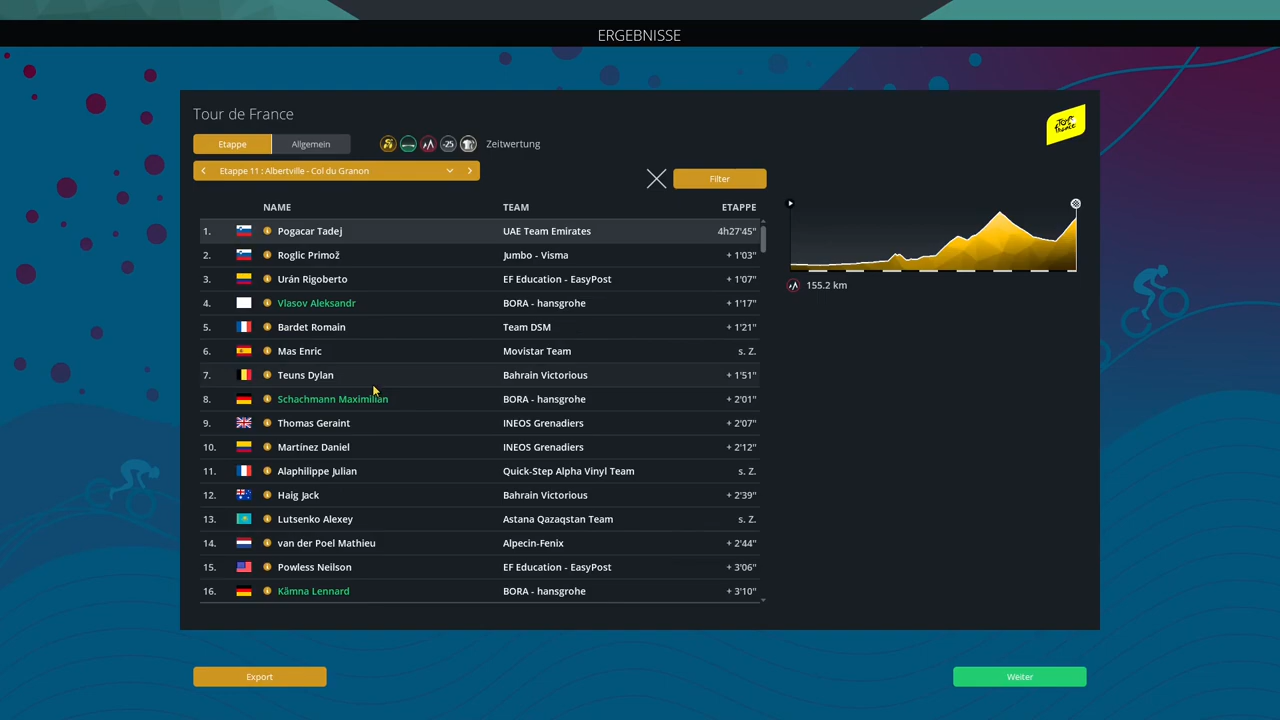 ERGEBNISSE
Tour de France
Etappe Allgemein -25 Zeitwertung
Etappe 11 : Albertville - Col du Granon
Filter
NAME TEAM ETAPPE
1. Pogacar Tadej UAE Team Emirates 4h27'45"
2. Roglic Primož Jumbo - Visma + 1'03"
3. Urán Rigoberto EF Education - EasyPost + 1'07"
4. Vlasov Aleksandr BORA - hansgrohe + 1'17"
5. Bardet Romain Team DSM + 1'21"
6. Mas Enric Movistar Team s. Z.
7. Teuns Dylan Bahrain Victorious + 1'51"
8. Schachmann Maximilian BORA - hansgrohe + 2'01"
9. Thomas Geraint INEOS Grenadiers + 2'07"
10. Martínez Daniel INEOS Grenadiers + 2'12"
11. Alaphilippe Julian Quick-Step Alpha Vinyl Team s. Z.
12. Haig Jack Bahrain Victorious + 2'39"
13. Lutsenko Alexey Astana Qazaqstan Team s. Z.
14. van der Poel Mathieu Alpecin-Fenix + 2'44"
15. Powless Neilson EF Education - EasyPost + 3'06"
16. Kämna Lennard BORA - hansgrohe + 3'10"
155.2 km
Export
Weiter